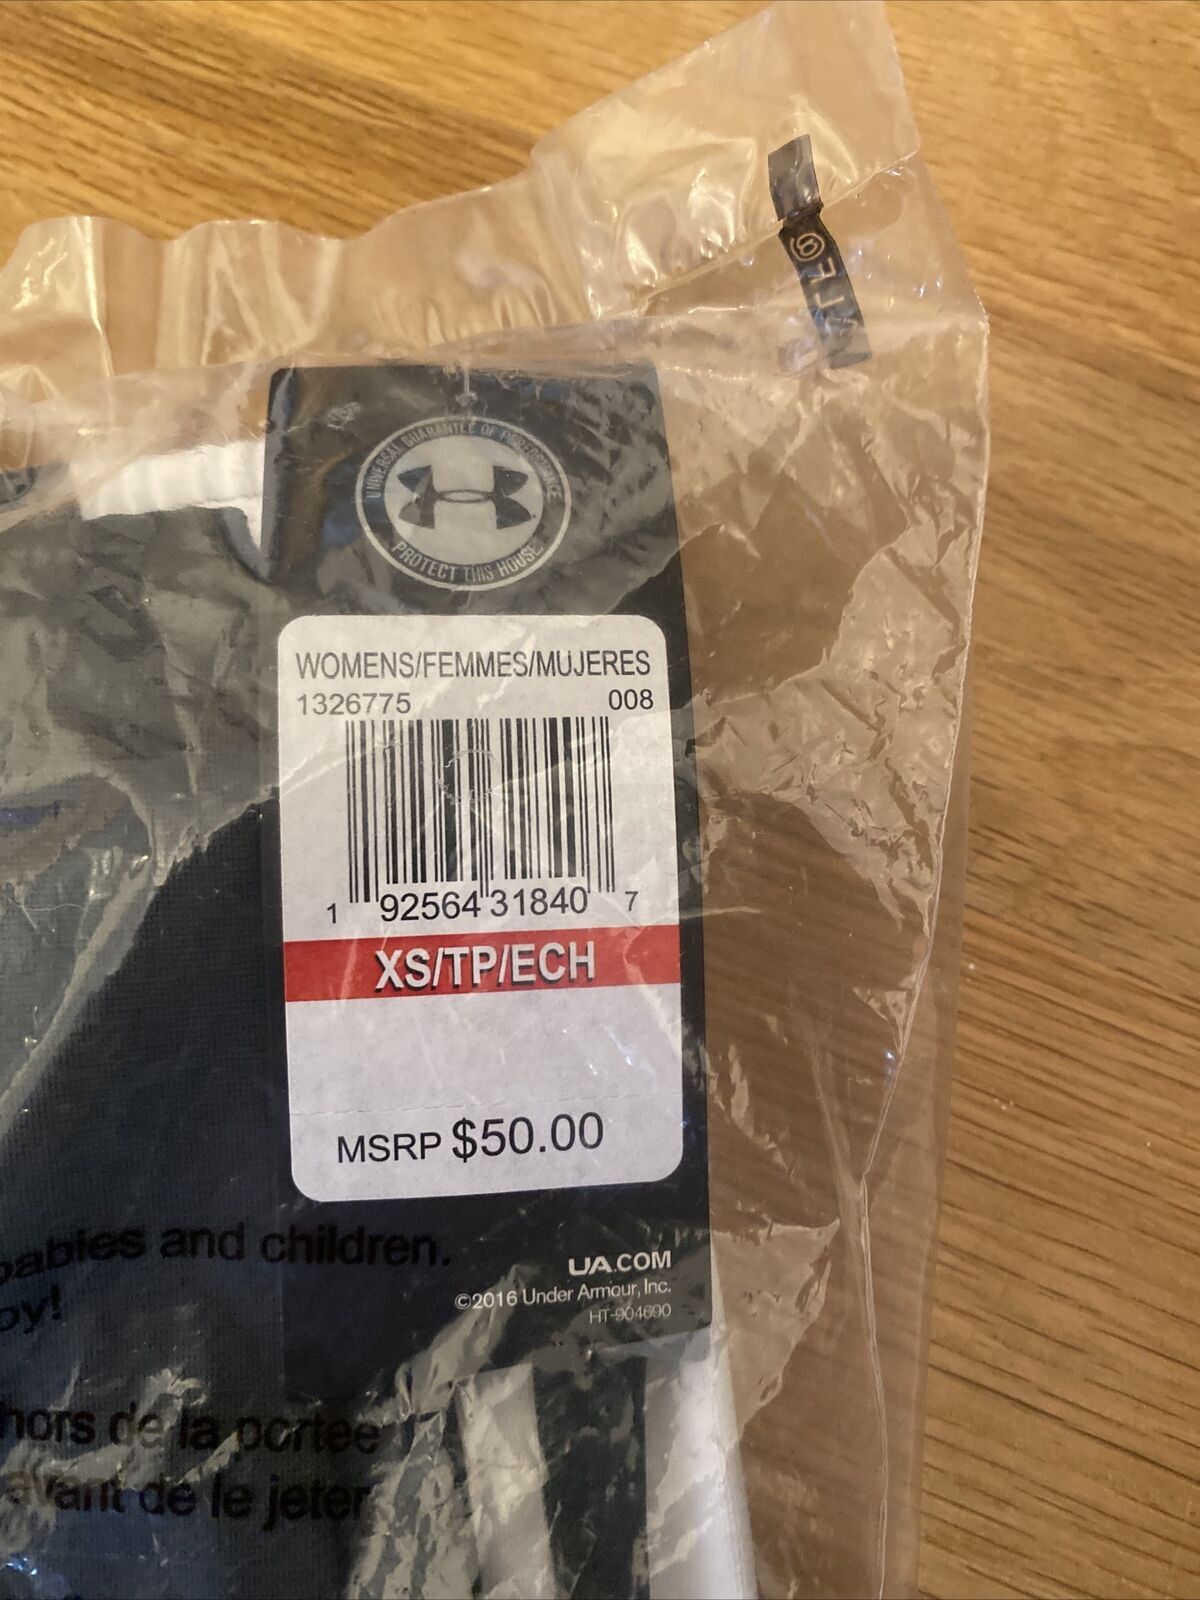 UNIVERSAL GUARANTEE OF PERFORMANCE
PROTECT THIS HOUSE
WOMENS/FEMMES/MUJERES
1326775 008
1 92564 31840 7
XS/TP/ECH
MSRP $50.00
babies and children.
UA.COM
©2016 Under Armour, Inc.
HT-904690
hors de la portée
avant de le jeter